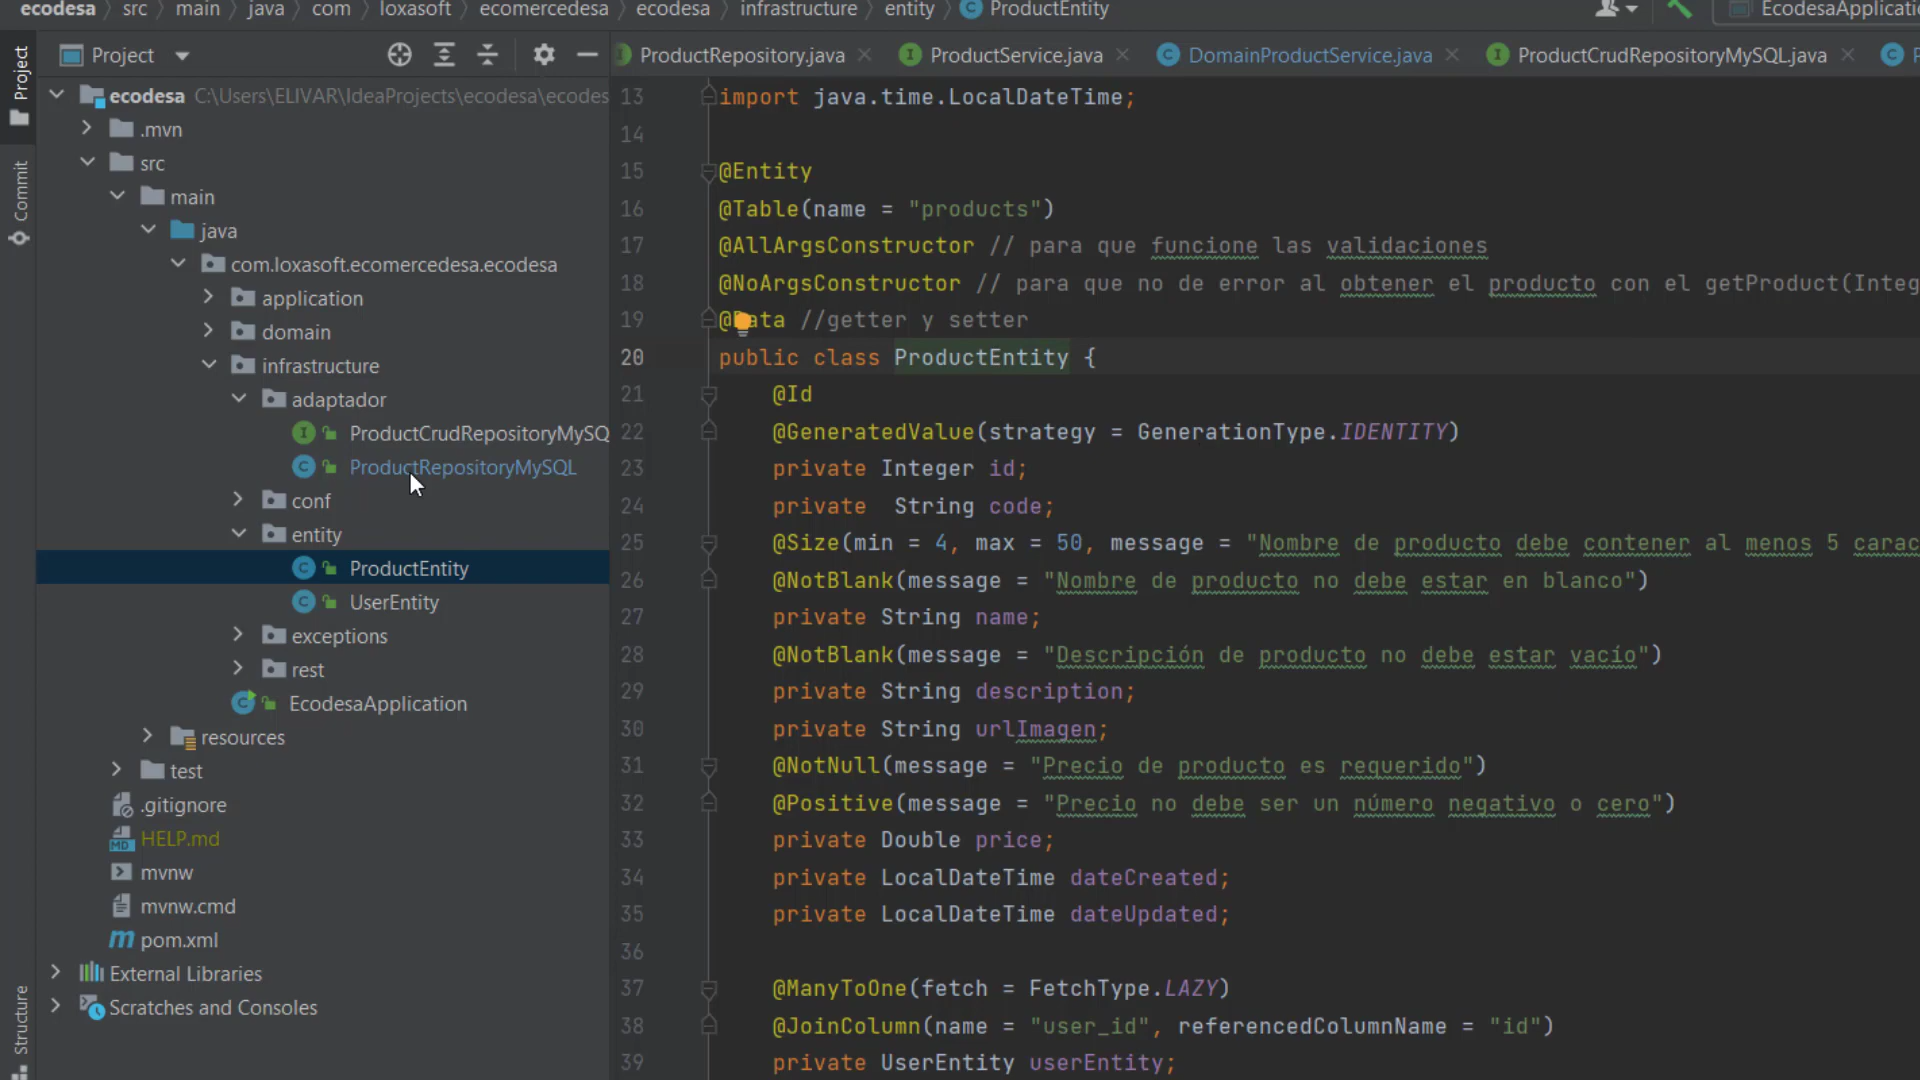 ecodesa > src > main > java > com > loxasoft > ecomercedesa > ecodesa > infrastructure > entity > ProductEntity
EcodesaApplicati
Project
ProductRepository.java
ProductService.java
DomainProductService.java
ProductCrudRepositoryMySQL.java
Project
Commit
Structure
ecodesa C:\Users\ELIVAR\IdeaProjects\ecodesa\ecodes
.mvn
src
main
java
com.loxasoft.ecomercedesa.ecodesa
application
domain
infrastructure
adaptador
ProductCrudRepositoryMySQ
ProductRepositoryMySQL
conf
entity
ProductEntity
UserEntity
exceptions
rest
EcodesaApplication
resources
test
.gitignore
HELP.md
mvnw
mvnw.cmd
pom.xml
External Libraries
Scratches and Consoles
13 import java.time.LocalDateTime;
14
15 @Entity
16 @Table(name = "products")
17 @AllArgsConstructor // para que funcione las validaciones
18 @NoArgsConstructor // para que no de error al obtener el producto con el getProduct(Integ
19 @Data //getter y setter
20 public class ProductEntity {
21 @Id
22 @GeneratedValue(strategy = GenerationType.IDENTITY)
23 private Integer id;
24 private  String code;
25 @Size(min = 4, max = 50, message = "Nombre de producto debe contener al menos 5 carac
26 @NotBlank(message = "Nombre de producto no debe estar en blanco")
27 private String name;
28 @NotBlank(message = "Descripción de producto no debe estar vacío")
29 private String description;
30 private String urlImagen;
31 @NotNull(message = "Precio de producto es requerido")
32 @Positive(message = "Precio no debe ser un número negativo o cero")
33 private Double price;
34 private LocalDateTime dateCreated;
35 private LocalDateTime dateUpdated;
36
37 @ManyToOne(fetch = FetchType.LAZY)
38 @JoinColumn(name = "user_id", referencedColumnName = "id")
39 private UserEntity userEntity;